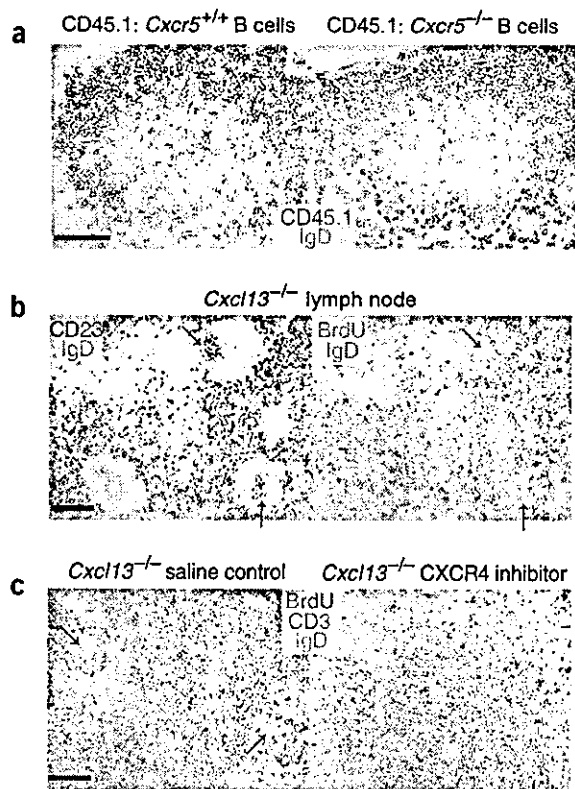 a
CD45.1: Cxcr5+/+ B cells
CD45.1: Cxcr5−/− B cells
CD45.1
IgD
b
Cxcl13−/− lymph node
CD23
IgD
BrdU
IgD
c
Cxcl13−/− saline control
Cxcl13−/− CXCR4 inhibitor
BrdU
CD3
IgD